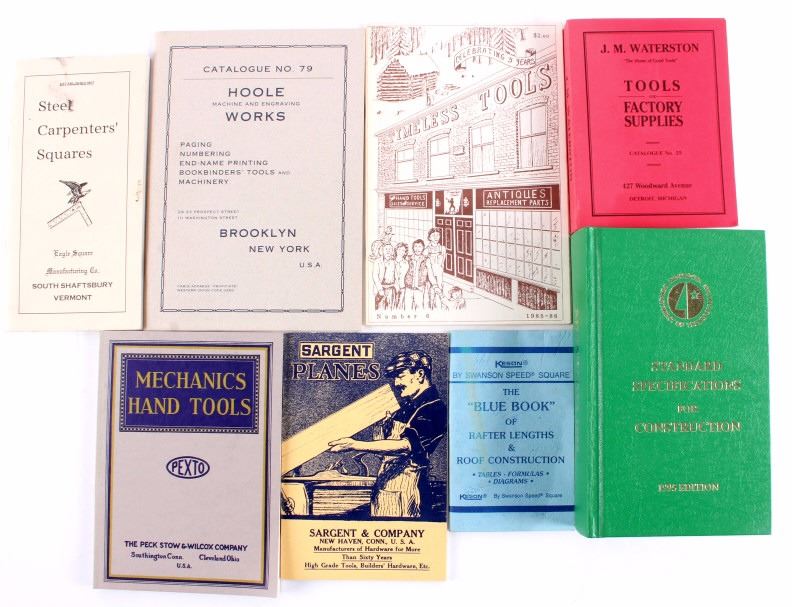 Steel
Carpenters'
Squares
Eagle Square
Manufacturing Co.
SOUTH SHAFTSBURY
VERMONT
CATALOGUE NO. 79
HOOLE
MACHINE AND ENGRAVING
WORKS
PAGING
NUMBERING
END-NAME PRINTING
BOOKBINDERS' TOOLS AND
MACHINERY
BROOKLYN
NEW YORK
U.S.A.
$2.00
CELEBRATING 5 YEARS
TIMELESS TOOLS
HAND TOOLS
ANTIQUES
REPLACEMENT PARTS
Number 6
1985-86
J. M. WATERSTON
"The Home of Good Tools"
TOOLS
FACTORY
SUPPLIES
CATALOGUE No. 25
427 Woodward Avenue
DETROIT, MICHIGAN
MECHANICS
HAND TOOLS
PEXTO
THE PECK STOW & WILCOX COMPANY
Southington Conn. Cleveland Ohio
U.S.A.
SARGENT
PLANES
SARGENT & COMPANY
NEW HAVEN, CONN., U. S. A.
Manufacturers of Hardware for More
Than Sixty Years
High Grade Tools, Builders' Hardware, Etc.
KESON®
BY SWANSON SPEED® SQUARE
THE
"BLUE BOOK"
OF
RAFTER LENGTHS
&
ROOF CONSTRUCTION
• TABLES - FORMULAS •
• DIAGRAMS •
KESON® By Swanson Speed® Square
STANDARD
SPECIFICATIONS
FOR
CONSTRUCTION
1995 EDITION